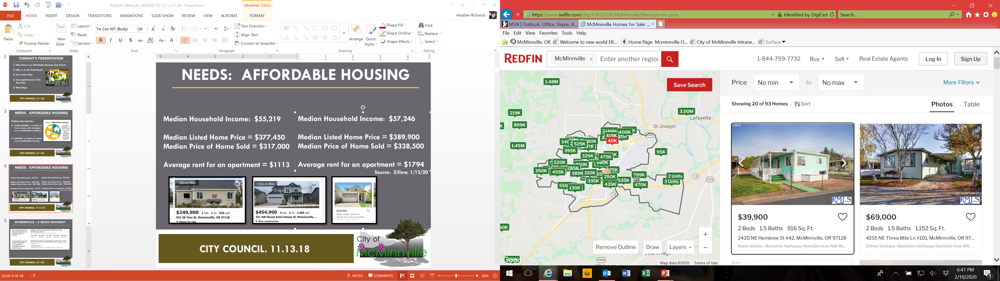 MAHTF ANNUAL UPDATE TO CC -2.11.20 - PowerPoint
DRAWING TOOLS
FILE
HOME
INSERT
DESIGN
TRANSITIONS
ANIMATIONS
SLIDE SHOW
REVIEW
VIEW
ACROBAT
FORMAT
Heather Richards
Paste
Cut
Copy
Format Painter
Clipboard
New Slide
Layout
Reset
Section
Slides
Tw Cen MT (Body)
28
Font
Text Direction
Align Text
Convert to SmartArt
Paragraph
Arrange
Quick Styles
Shape Fill
Shape Outline
Shape Effects
Drawing
Find
Replace
Select
Editing
2
TONIGHT'S PRESENTATION
Why there is an Affordable Housing Task Force?
Who is on the Task Force?
Our Action Plan
Accomplishments in the Past Year
Next Steps
AFFORDABLE HOUSING
CITY COUNCIL. 2.11.20
3
NEEDS: AFFORDABLE HOUSING
McMinnville Statistics
HOME OWNERS: 1/3 (33%) of home owners with mortgages are in unaffordable conditions
RENTERS: 1/2 (54%) of renters are in unaffordable housing
What is Affordable Housing?
CITY COUNCIL. 2.11.20
4
NEEDS: AFFORDABLE HOUSING
CITY COUNCIL. 11.13.18
5
MCMINNVILLE – A QUICK SNAPSHOT
CITY COUNCIL. 2.11.20
NEEDS: AFFORDABLE HOUSING
Median Household Income: $55,219
Median Listed Home Price = $377,450
Median Price of Home Sold = $317,000
Average rent for an apartment = $1113
Median Household Income: $57,246
Median Listed Home Price = $389,900
Median Price of Home Sold = $338,500
Average rent for an apartment = $1794
Source: Zillow, 1/13/20
2 days on Zillow
Bella Casa Real Estate Group
$249,900 2 bds 1 ba 920 sqft
831 SE Vine St, Mcminnville, OR 97128
House for sale
4 days on Zillow
Premier Homes Real Estate
$454,900 4 bds 3 ba 2,489 sqft
351 SW Mount Saint Helens St, Mcminnville,...
New construction
$323,900
3 Beds 2 Baths 1,273 Sq. Ft.
CITY COUNCIL. 11.13.18
City of
McMinnville
SLIDE 4 OF 58
NOTES
COMMENTS
88%
https://www.redfin.com/city/11457/OR/McMinnville/filter/sort=lo-price
Identified by DigiCert
Search...
MSN | Outlook, Office, Skype, B...
McMinnville Homes for Sale: ...
File Edit View Favorites Tools Help
McMinnville, OR
Welcome to new world ER...
Home Page Mcminnville O...
City of McMinnville Intrane...
Surface
REDFIN
McMinnville
Enter another region
1-844-759-7732
Buy
Sell
Real Estate Agents
Log In
Sign Up
Save Search
1.48M
219K
899K
1.45M
3.00M
Lafayette
St Joseph
2 Units
419K
400K
40K
525K
395K
325K
475K
95K
520K
350K
455K
285K
390K
389K
210K
HOT
250K
335K
535K
435K
799K
OPEN
470K
2 Units
3 Units
550
130K
18
233
18
99W
Remove Outline
Draw
Layers
Google
Map data ©2020
Terms of Use
Price
No min
to
No max
More Filters
Showing 20 of 93 Homes
Sort
Photos
Table
© 2019
RMLS
$39,900
2 Beds 1.5 Baths 916 Sq. Ft.
2420 NE Hembree St #42, McMinnville, OR 97128
Bobbi Jenkins • Berkshire Hathaway HomeServices NW Re...
RMLS
$69,000
2 Beds 1.5 Baths 1,152 Sq. Ft.
4155 NE Three Mile Ln #101, McMinnville, OR 97...
Shirley Venhaus • Berkshire Hathaway HomeServices NW...
6:47 PM
2/10/2020